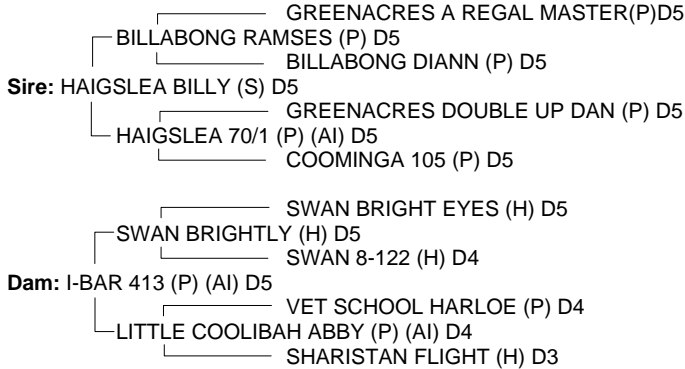 GREENACRES A REGAL MASTER(P)D5
BILLABONG RAMSES (P) D5
BILLABONG DIANN (P) D5
Sire: HAIGSLEA BILLY (S) D5
GREENACRES DOUBLE UP DAN (P) D5
HAIGSLEA 70/1 (P) (AI) D5
COOMINGA 105 (P) D5
SWAN BRIGHT EYES (H) D5
SWAN BRIGHTLY (H) D5
SWAN 8-122 (H) D4
Dam: I-BAR 413 (P) (AI) D5
VET SCHOOL HARLOE (P) D4
LITTLE COOLIBAH ABBY (P) (AI) D4
SHARISTAN FLIGHT (H) D3